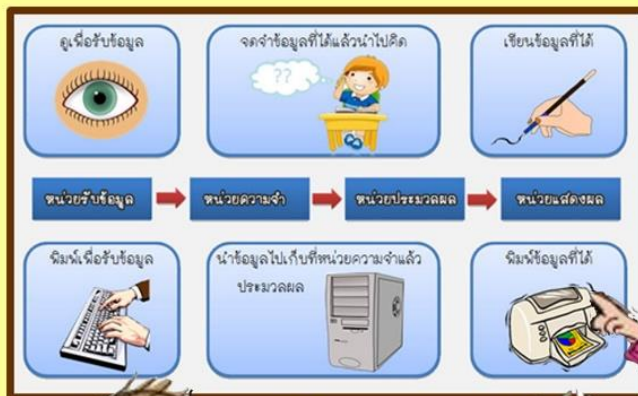 ดูเพื่อรับข้อมูล
จดจำข้อมูลที่ได้แล้วนำไปคิด
เขียนข้อมูลที่ได้
??
หน่วยรับข้อมูล
หน่วยความจำ
หน่วยประมวลผล
หน่วยแสดงผล
พิมพ์เพื่อรับข้อมูล
นำข้อมูลไปเก็บที่หน่วยความจำแล้ว
ประมวลผล
พิมพ์ข้อมูลที่ได้